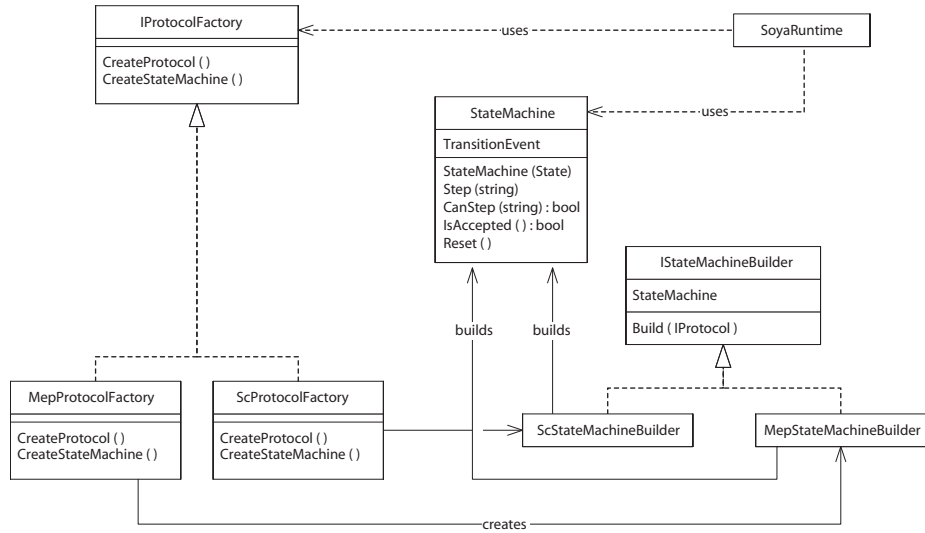 IProtocolFactory
CreateProtocol ( )
CreateStateMachine ( )
uses
SoyaRuntime
uses
StateMachine
TransitionEvent
StateMachine (State)
Step (string)
CanStep (string) : bool
IsAccepted ( ) : bool
Reset ( )
IStateMachineBuilder
StateMachine
Build ( IProtocol )
builds
builds
MepProtocolFactory
CreateProtocol ( )
CreateStateMachine ( )
ScProtocolFactory
CreateProtocol ( )
CreateStateMachine ( )
ScStateMachineBuilder
MepStateMachineBuilder
creates